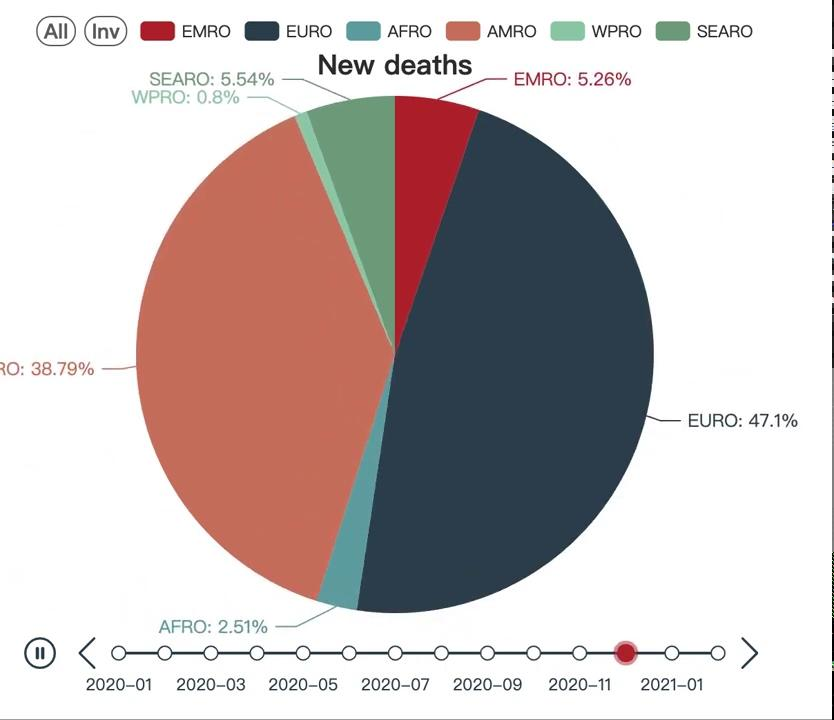 All Inv EMRO EURO AFRO AMRO WPRO SEARO
New deaths
SEARO: 5.54% EMRO: 5.26%
WPRO: 0.8%
RO: 38.79%
EURO: 47.1%
AFRO: 2.51%
2020–01 2020–03 2020–05 2020–07 2020–09 2020–11 2021–01